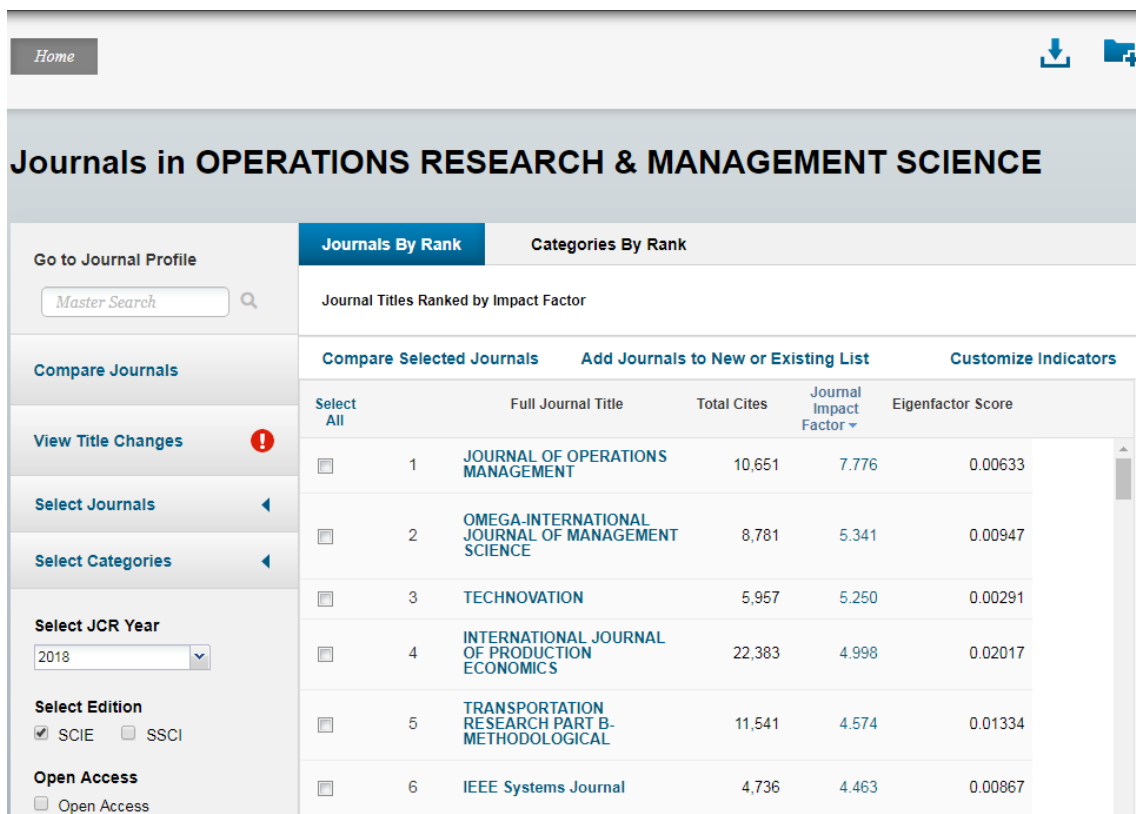 Home
Journals in OPERATIONS RESEARCH & MANAGEMENT SCIENCE
Go to Journal Profile
Master Search
Compare Journals
View Title Changes
Select Journals
Select Categories
Select JCR Year
2018
Select Edition
SCIE SSCI
Open Access
Open Access
Journals By Rank Categories By Rank
Journal Titles Ranked by Impact Factor
Compare Selected Journals Add Journals to New or Existing List Customize Indicators
Select All Full Journal Title Total Cites Journal Impact Factor Eigenfactor Score
1 JOURNAL OF OPERATIONS
MANAGEMENT 10,651 7.776 0.00633
2 OMEGA-INTERNATIONAL
JOURNAL OF MANAGEMENT
SCIENCE 8,781 5.341 0.00947
3 TECHNOVATION 5,957 5.250 0.00291
4 INTERNATIONAL JOURNAL
OF PRODUCTION
ECONOMICS 22,383 4.998 0.02017
5 TRANSPORTATION
RESEARCH PART B-
METHODOLOGICAL 11,541 4.574 0.01334
6 IEEE Systems Journal 4,736 4.463 0.00867